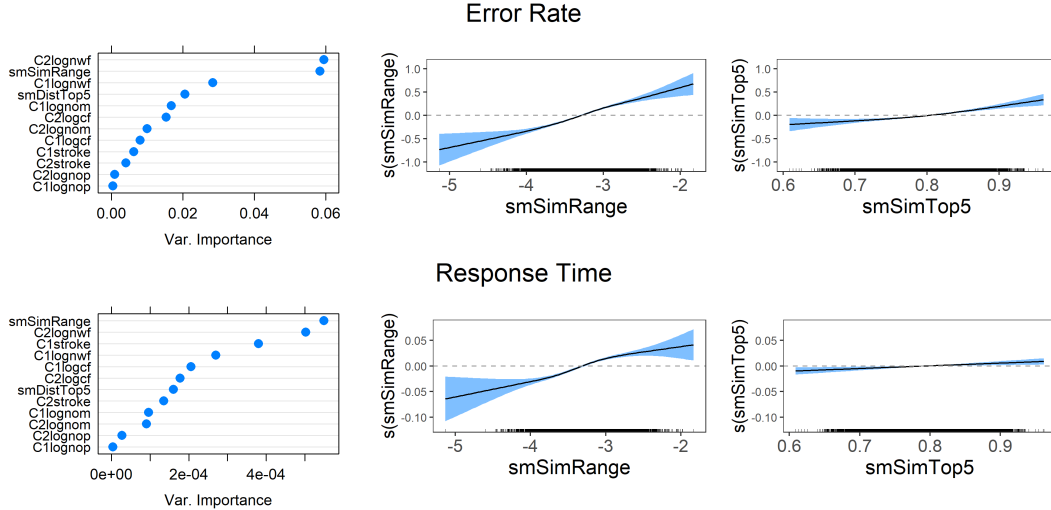 Error Rate
C2lognwf
smSimRange
C1lognwf
smDistTop5
C1lognom
C2logcf
C2lognom
C1logcf
C1stroke
C2stroke
C2lognop
C1lognop
0.00 0.02 0.04 0.06
Var. Importance
s(smSimRange)
1.0
0.5
0.0
-0.5
-1.0
-5 -4 -3 -2
smSimRange
s(smSimTop5)
1.0
0.5
0.0
-0.5
-1.0
0.6 0.7 0.8 0.9
smSimTop5
Response Time
smSimRange
C2lognwf
C1stroke
C1lognwf
C1logcf
C2logcf
smDistTop5
C2stroke
C1lognom
C2lognom
C2lognop
C1lognop
0e+00 2e-04 4e-04
Var. Importance
s(smSimRange)
0.05
0.00
-0.05
-0.10
-5 -4 -3 -2
smSimRange
s(smSimTop5)
0.05
0.00
-0.05
-0.10
0.6 0.7 0.8 0.9
smSimTop5